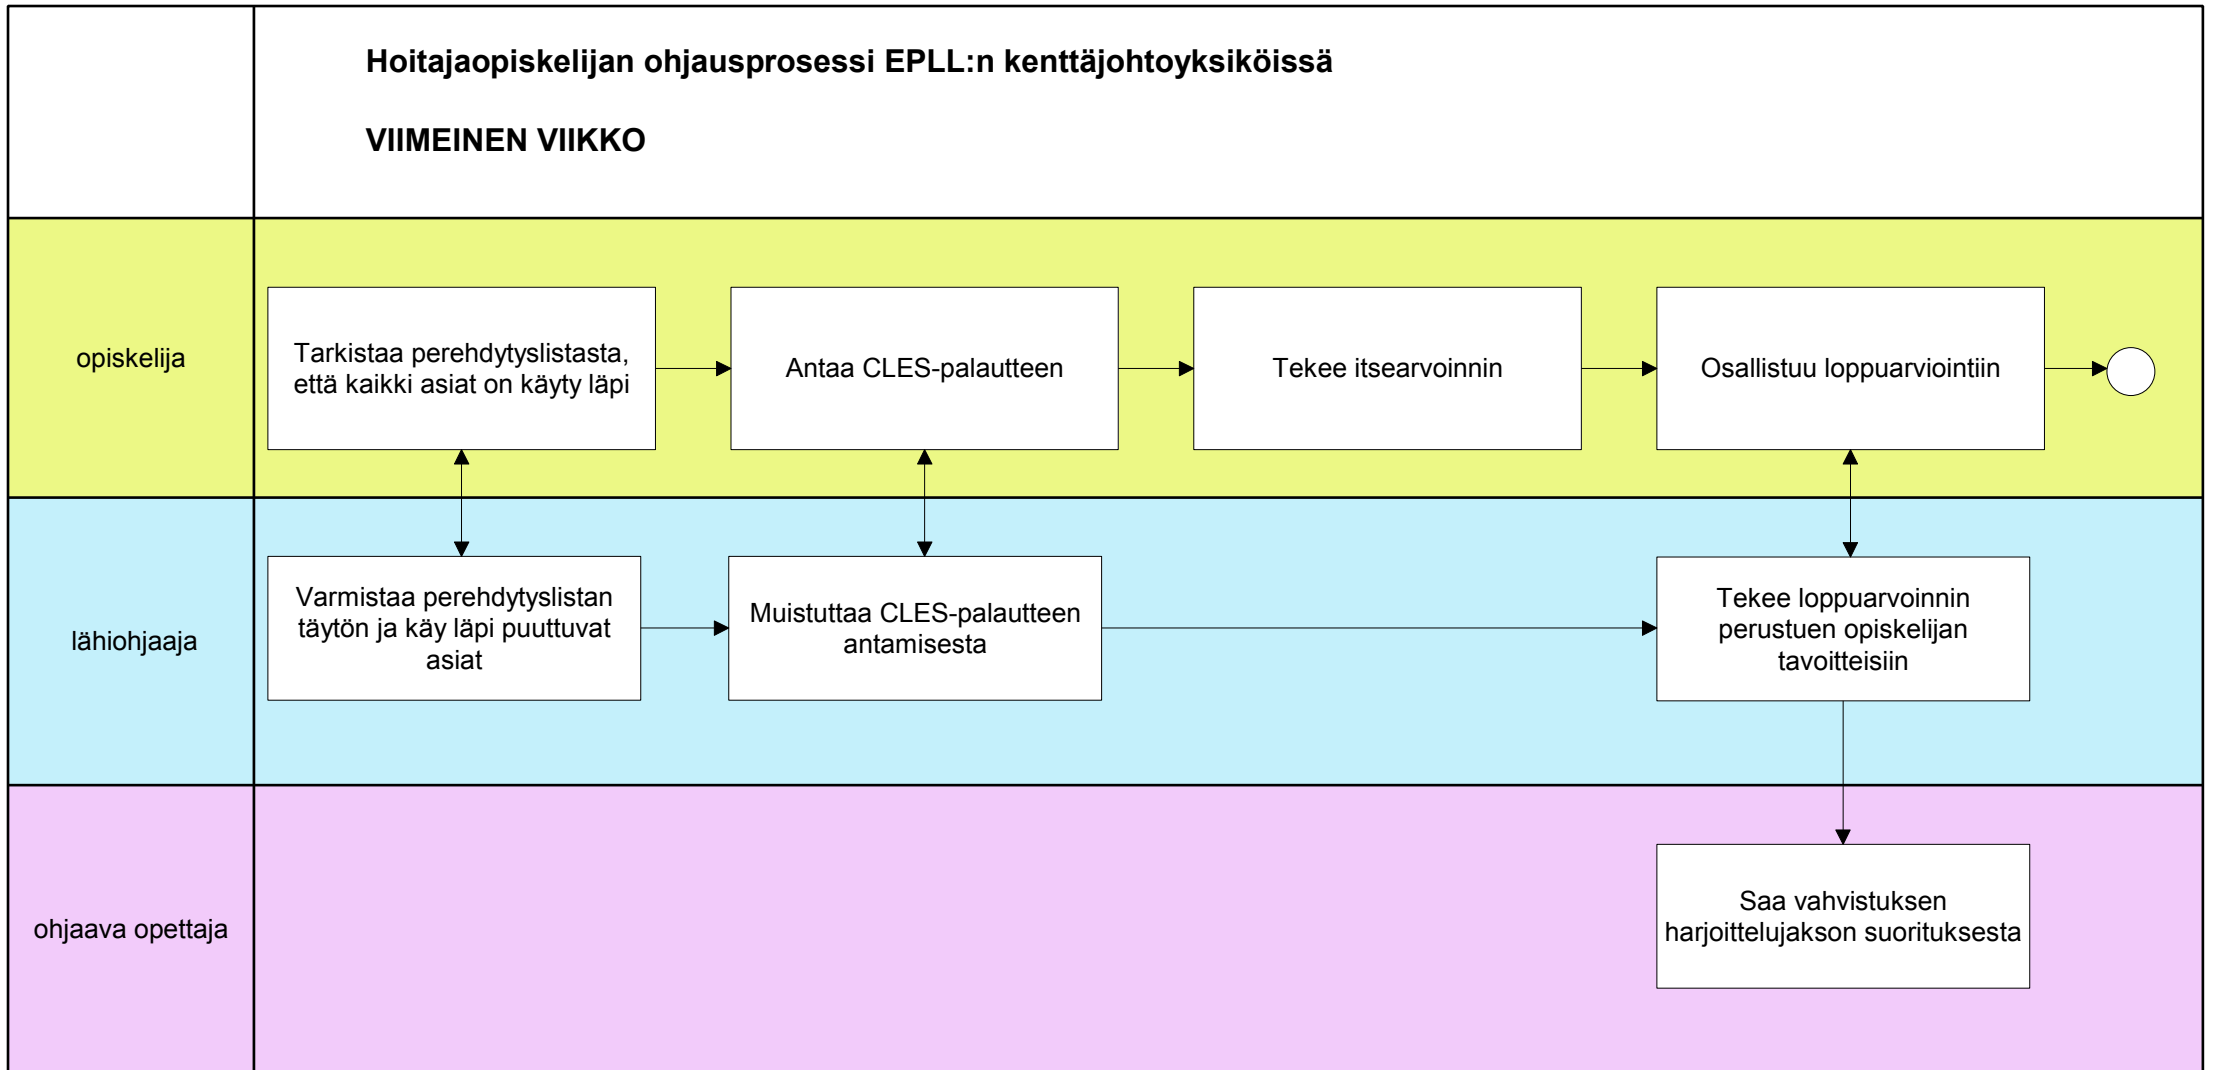 Hoitajaopiskelijan ohjausprosessi EPLL:n kenttäjohtoyksiköissä
VIIMEINEN VIIKKO
opiskelija
Tarkistaa perehdytyslistasta,
että kaikki asiat on käyty läpi
Antaa CLES-palautteen
Tekee itsearvoinnin
Osallistuu loppuarviointiin
lähiohjaaja
Varmistaa perehdytyslistan
täytön ja käy läpi puuttuvat
asiat
Muistuttaa CLES-palautteen
antamisesta
Tekee loppuarvoinnin
perustuen opiskelijan
tavoitteisiin
ohjaava opettaja
Saa vahvistuksen
harjoittelujakson suorituksesta